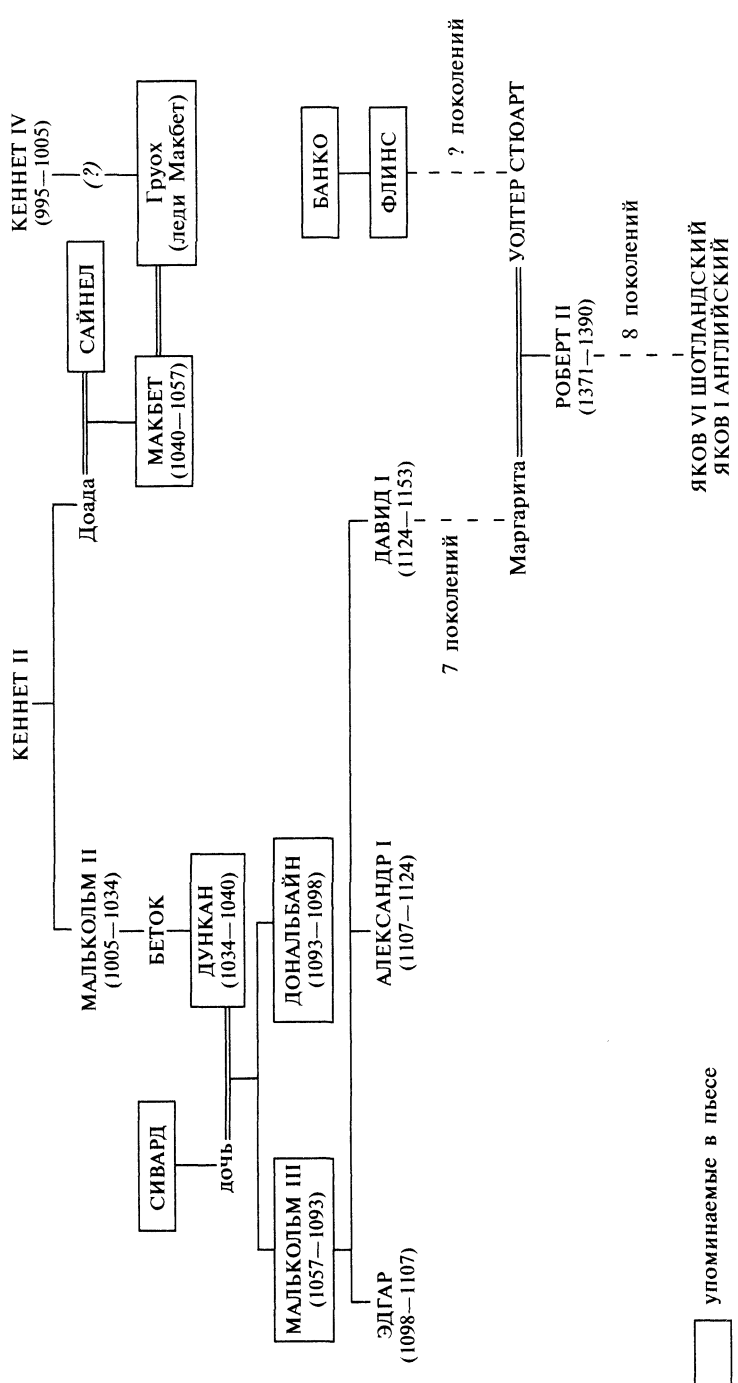 КЕННЕТ II
КЕННЕТ IV
(995—1005)
(?)
МАЛЬКОЛЬМ II
(1005—1034)
Доада
САЙНЕЛ
БЕТОК
СИВАРД
дочь
ДУНКАН
(1034—1040)
МАКБЕТ
(1040—1057)
Груох
(леди Макбет)
МАЛЬКОЛЬМ III
(1057—1093)
ДОНАЛЬБАЙН
(1093—1098)
БАНКО
ФЛИНС
ЭДГАР
(1098—1107)
АЛЕКСАНДР I
(1107—1124)
ДАВИД I
(1124—1153)
7 поколений
? поколений
Маргарита
УОЛТЕР СТЮАРТ
РОБЕРТ II
(1371—1390)
8 поколений
ЯКОВ VI ШОТЛАНДСКИЙ
ЯКОВ I АНГЛИЙСКИЙ
упоминаемые в пьесе